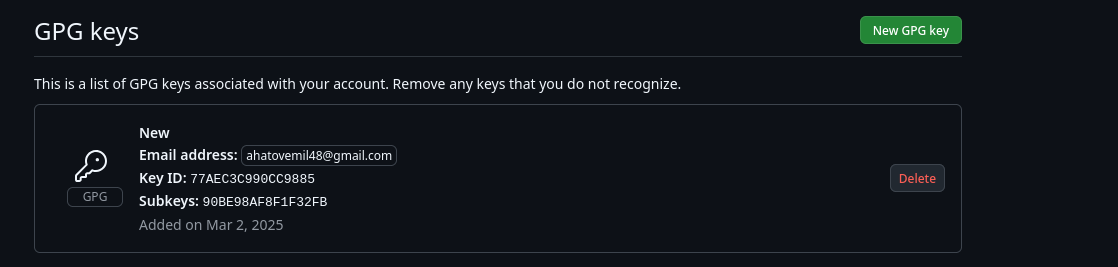 GPG keys
New GPG key
This is a list of GPG keys associated with your account. Remove any keys that you do not recognize.
New
Email address: ahatovemil48@gmail.com
Key ID: 77AEC3C990CC9885
Subkeys: 90BE98AF8F1F32FB
Added on Mar 2, 2025
GPG
Delete